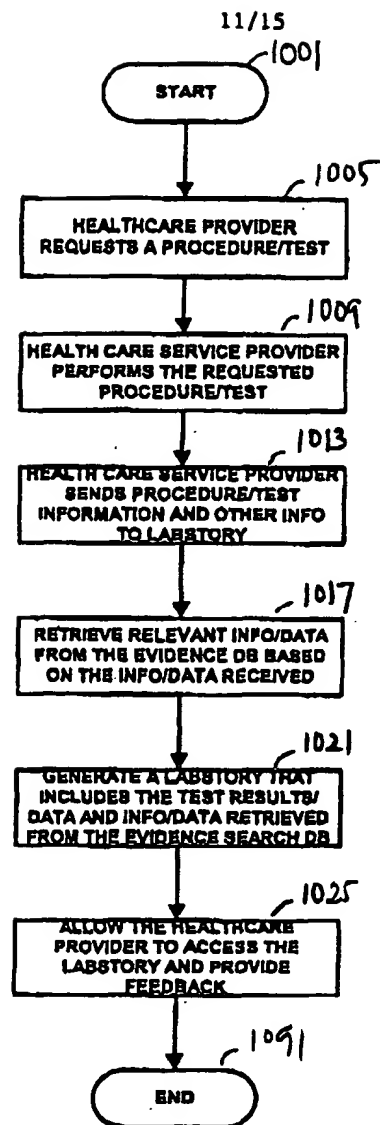 11/15
1001
START
1005
HEALTHCARE PROVIDER
REQUESTS A PROCEDURE/TEST
1009
HEALTH CARE SERVICE PROVIDER
PERFORMS THE REQUESTED
PROCEDURE/TEST
1013
HEALTH CARE SERVICE PROVIDER
SENDS PROCEDURE/TEST
INFORMATION AND OTHER INFO
TO LABSTORY
1017
RETRIEVE RELEVANT INFO/DATA
FROM THE EVIDENCE DB BASED
ON THE INFO/DATA RECEIVED
1021
GENERATE A LABSTORY THAT
INCLUDES THE TEST RESULTS/
DATA AND INFO/DATA RETRIEVED
FROM THE EVIDENCE SEARCH DB
1025
ALLOW THE HEALTHCARE
PROVIDER TO ACCESS THE
LABSTORY AND PROVIDE
FEEDBACK
1091
END